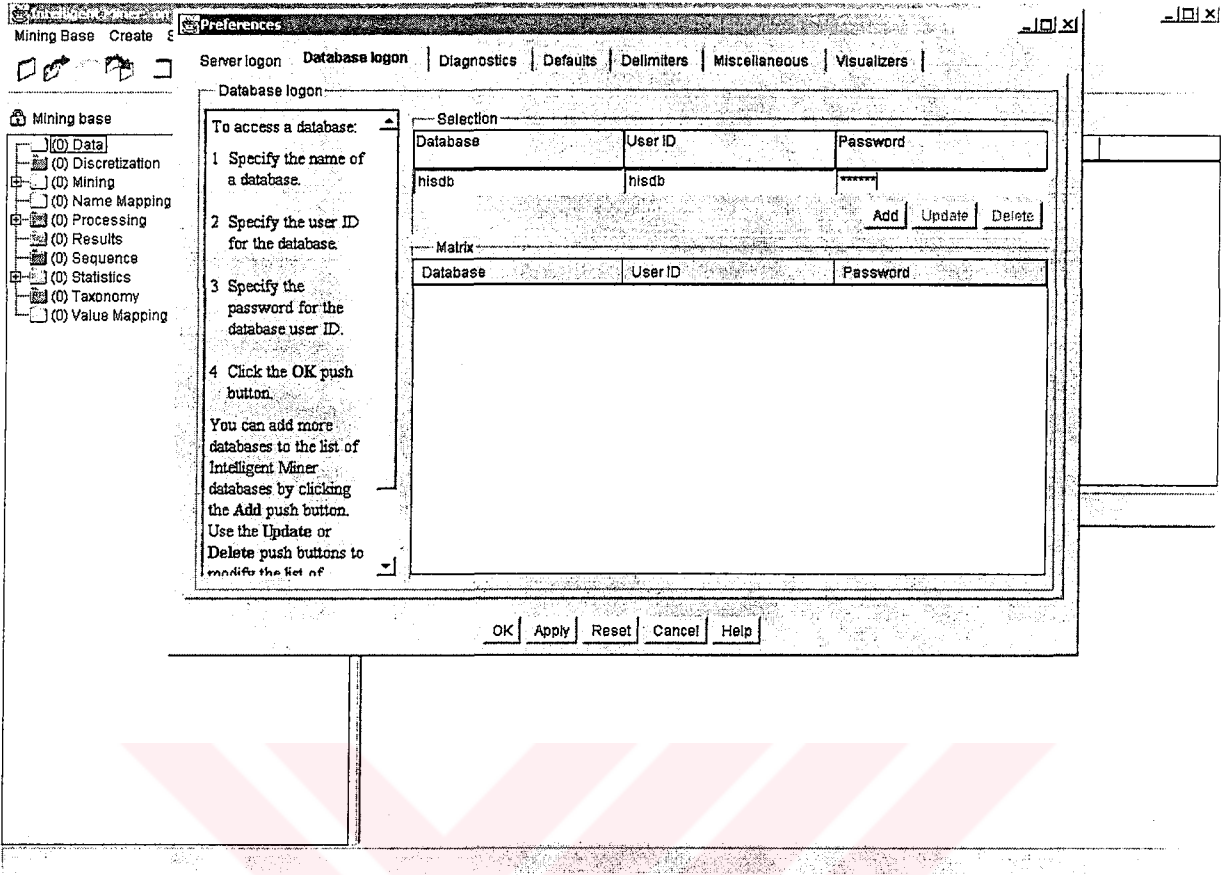 Preferences
Mining Base Create
Server logon Database logon Diagnostics Defaults Delimiters Miscellaneous Visualizers
Database logon
Mining base
(0) Data
(0) Discretization
(0) Mining
(0) Name Mapping
(0) Processing
(0) Results
(0) Sequence
(0) Statistics
(0) Taxonomy
(0) Value Mapping
To access a database:
1 Specify the name of
a database.
2 Specify the user ID
for the database.
3 Specify the
password for the
database user ID.
4 Click the OK push
button.
You can add more
databases to the list of
Intelligent Miner
databases by clicking
the Add push button.
Use the Update or
Delete push buttons to
modify the list of
Selection
Database User ID Password
hisdb hisdb ******
Add Update Delete
Matrix
Database User ID Password
OK Apply Reset Cancel Help